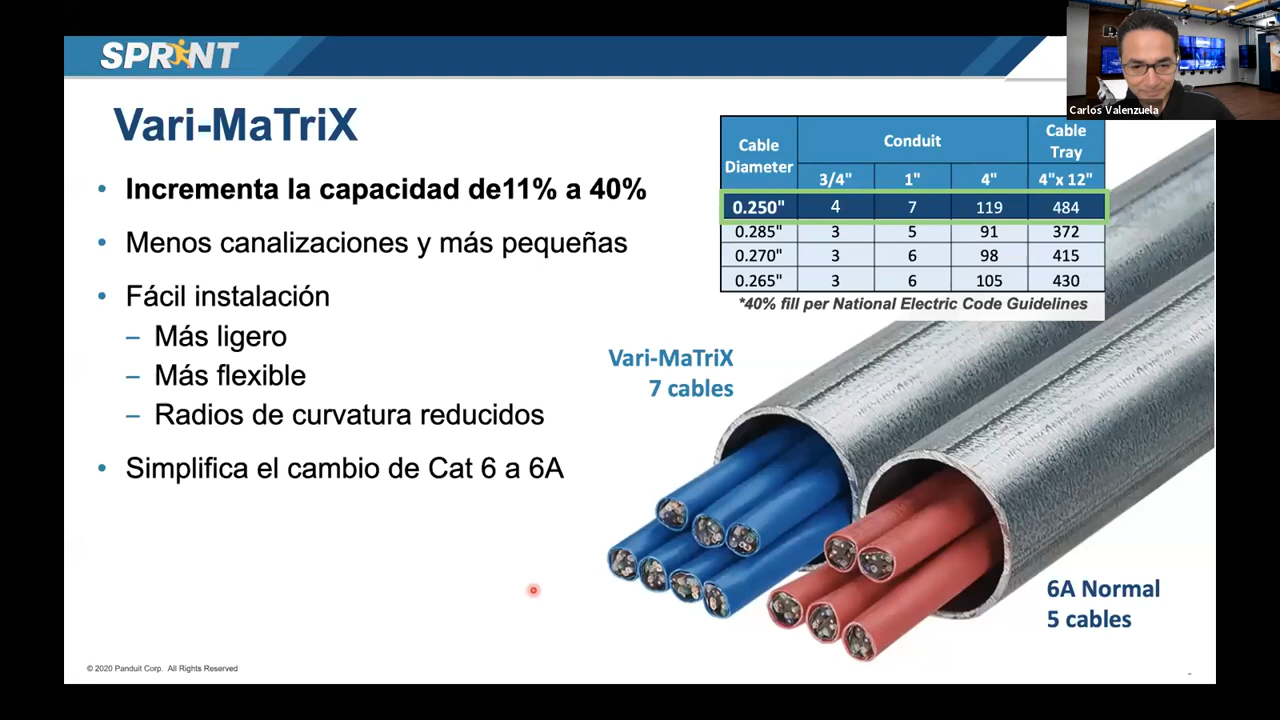 SPRINT
Carlos Valenzuela
Vari-MaTriX
• Incrementa la capacidad de11% a 40%
• Menos canalizaciones y más pequeñas
• Fácil instalación
– Más ligero
– Más flexible
– Radios de curvatura reducidos
• Simplifica el cambio de Cat 6 a 6A
Cable Diameter Conduit Cable Tray
3/4" 1" 4" 4"x 12"
0.250" 4 7 119 484
0.285" 3 5 91 372
0.270" 3 6 98 415
0.265" 3 6 105 430
*40% fill per National Electric Code Guidelines
Vari-MaTriX
7 cables
6A Normal
5 cables
© 2020 Panduit Corp. All Rights Reserved